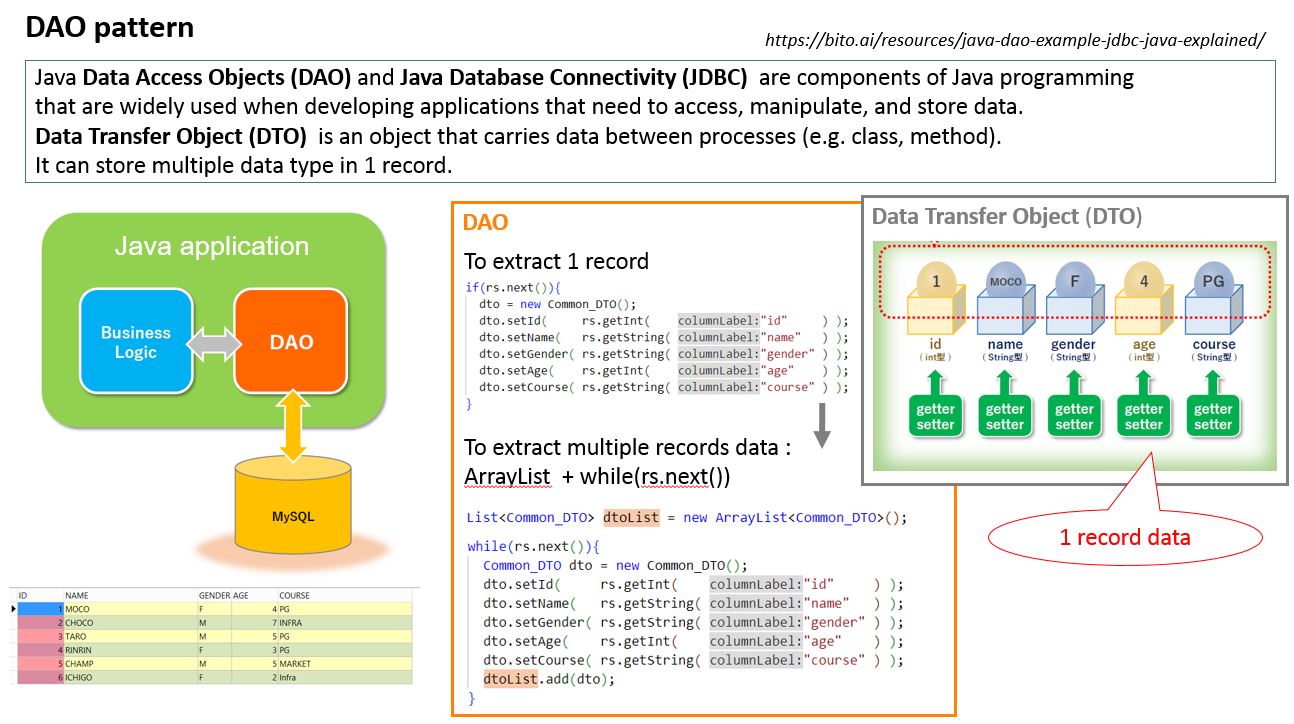 DAO pattern
https://bito.ai/resources/java-dao-example-jdbc-java-explained/
Java Data Access Objects (DAO) and Java Database Connectivity (JDBC) are components of Java programming
that are widely used when developing applications that need to access, manipulate, and store data.
Data Transfer Object (DTO) is an object that carries data between processes (e.g. class, method).
It can store multiple data type in 1 record.
Java application
Business
Logic
DAO
MySQL
ID NAME GENDER AGE COURSE
1 MOCO F 4 PG
2 CHOCO M 7 INFRA
3 TARO M 5 PG
4 RINRIN F 3 PG
5 CHAMP M 5 MARKET
6 ICHIGO F 2 Infra
DAO
To extract 1 record
if(rs.next()){
dto = new Common_DTO();
dto.setId( rs.getInt( columnLabel:"id" ) );
dto.setName( rs.getString( columnLabel:"name" ) );
dto.setGender( rs.getString( columnLabel:"gender" ) );
dto.setAge( rs.getInt( columnLabel:"age" ) );
dto.setCourse( rs.getString( columnLabel:"course" ) );
}
To extract multiple records data :
ArrayList + while(rs.next())
List<Common_DTO> dtoList = new ArrayList<Common_DTO>();
while(rs.next()){
Common_DTO dto = new Common_DTO();
dto.setId( rs.getInt( columnLabel:"id" ) );
dto.setName( rs.getString( columnLabel:"name" ) );
dto.setGender( rs.getString( columnLabel:"gender" ) );
dto.setAge( rs.getInt( columnLabel:"age" ) );
dto.setCourse( rs.getString( columnLabel:"course" ) );
dtoList.add(dto);
}
Data Transfer Object (DTO)
1 MOCO F 4 PG
id name gender age course
(int型) (String型) (String型) (int型) (String型)
getter getter getter getter getter
setter setter setter setter setter
1 record data